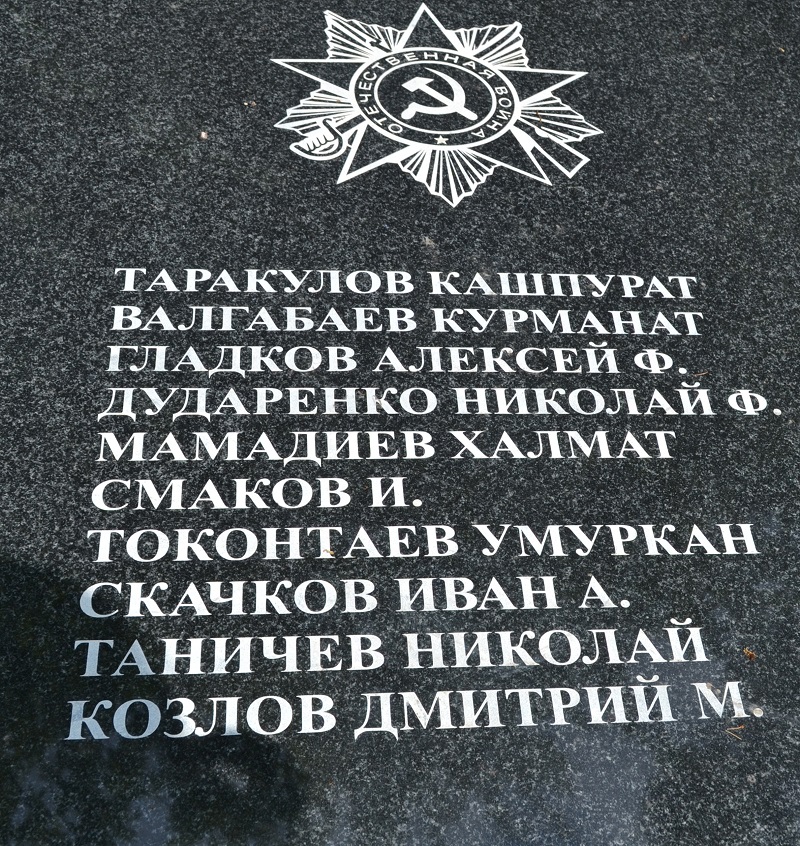 ОТЕЧЕСТВЕННАЯ ВОЙНА
ТАРАКУЛОВ КАШПУРАТ
ВАЛГАБАЕВ КУРМАНАТ
ГЛАДКОВ АЛЕКСЕЙ Ф.
ДУДАРЕНКО НИКОЛАЙ Ф.
МАМАДИЕВ ХАЛМАТ
СМАКОВ И.
ТОКОНТАЕВ УМУРКАН
СКАЧКОВ ИВАН А.
ТАНИЧЕВ НИКОЛАЙ
КОЗЛОВ ДМИТРИЙ М.